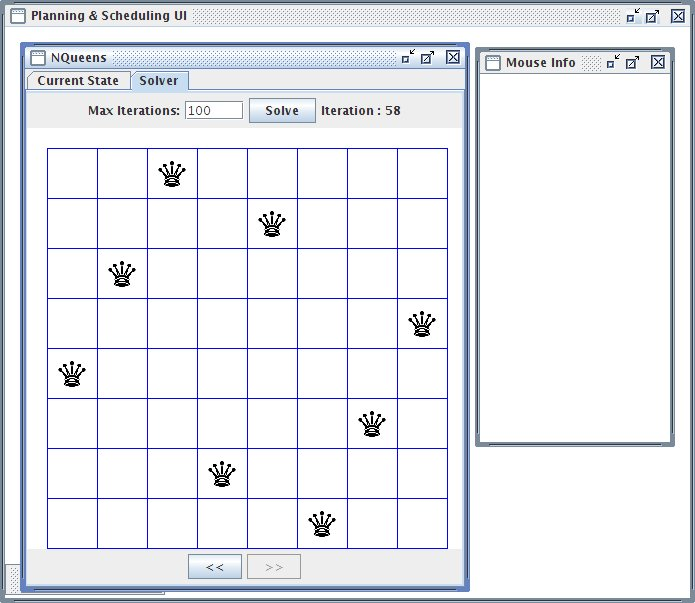 Planning & Scheduling UI
NQueens
Mouse Info
Current State
Solver
Max Iterations: 100 Solve Iteration : 58
<< >>